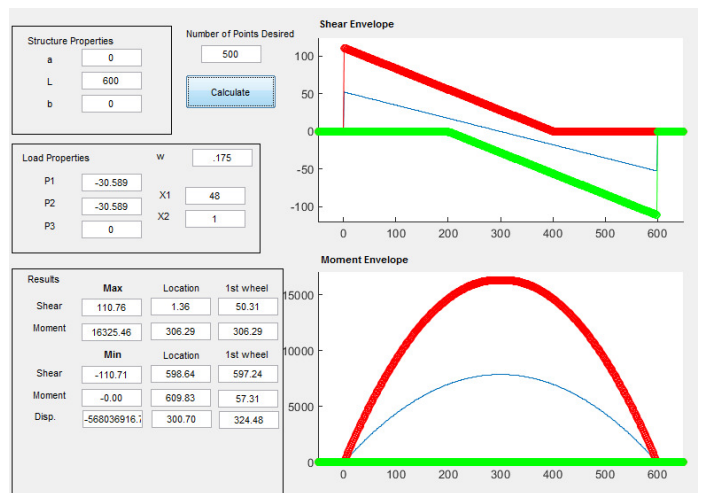 Structure Properties
a 0
L 600
b 0
Number of Points Desired
500
Calculate
Load Properties
w .175
P1 -30.589
P2 -30.589
P3 0
X1 48
X2 1
Results
Max Location 1st wheel
Shear 110.76 1.36 50.31
Moment 16325.46 306.29 306.29
Min Location 1st wheel
Shear -110.71 598.64 597.24
Moment -0.00 609.83 57.31
Disp. -568036916.7 300.70 324.48
Shear Envelope
100
50
0
-50
-100
0 100 200 300 400 500 600
Moment Envelope
15000
10000
5000
0
0 100 200 300 400 500 600